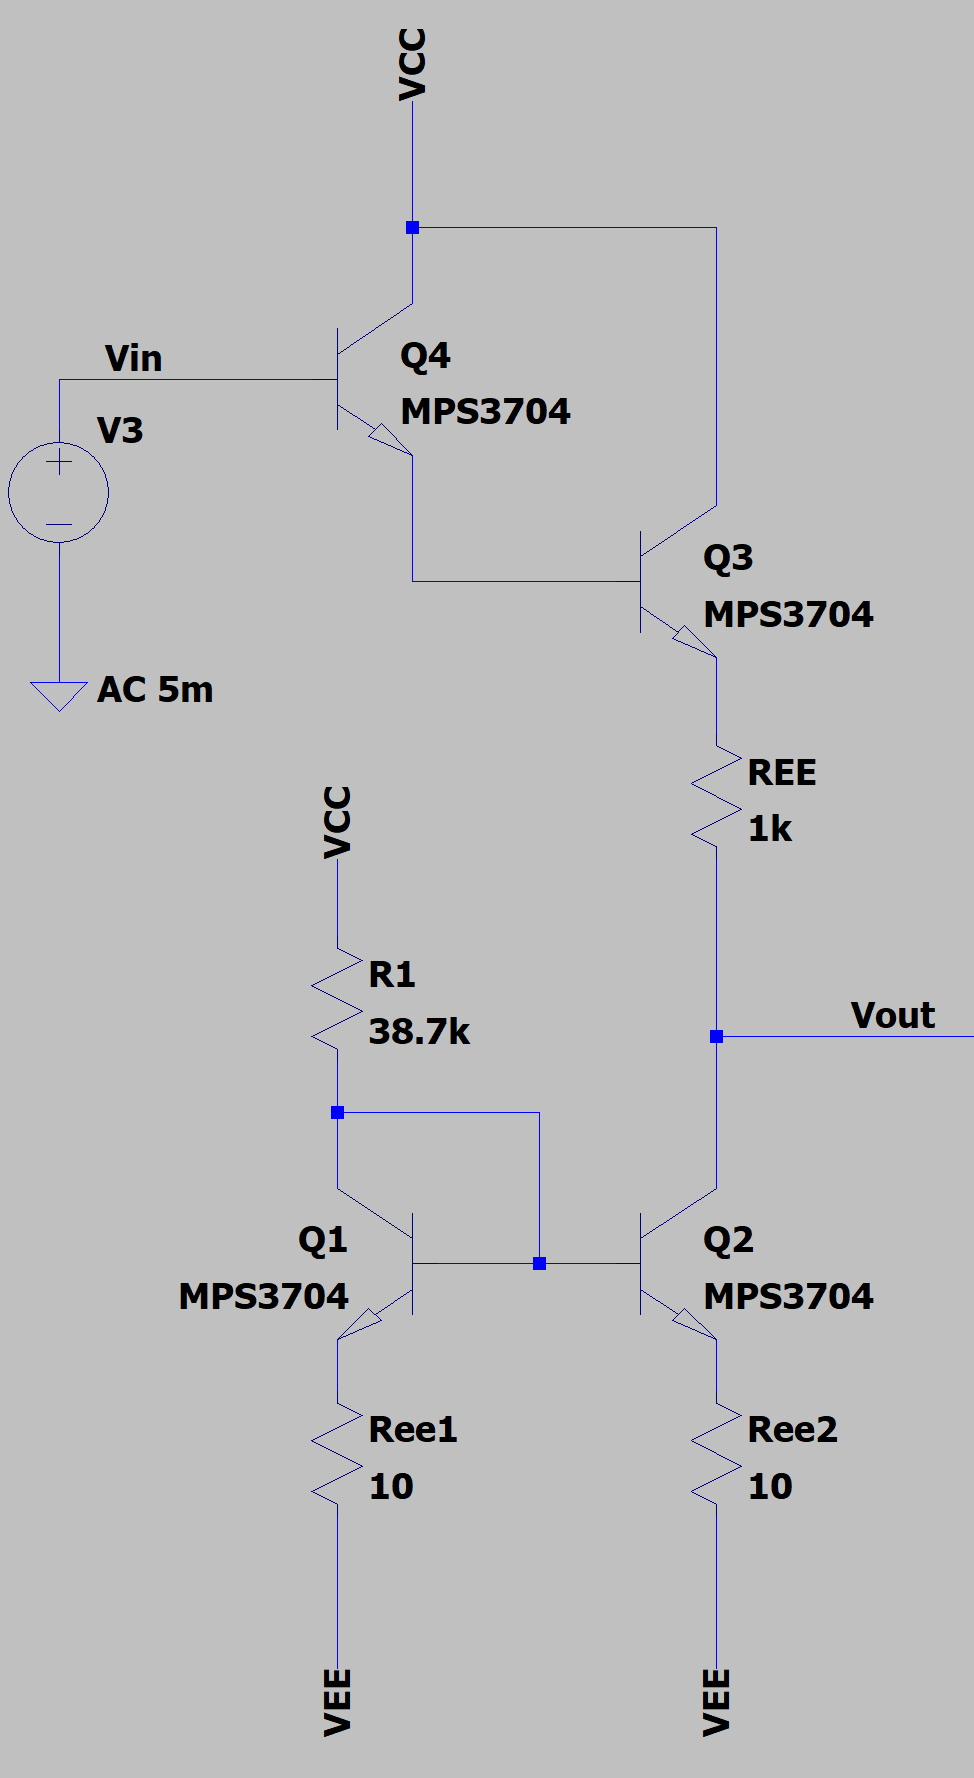 VCC
Vin
Q4
MPS3704
V3
+
−
Q3
MPS3704
AC 5m
REE
1k
VCC
R1
38.7k
Vout
Q1
MPS3704
Q2
MPS3704
Ree1
10
Ree2
10
VEE
VEE